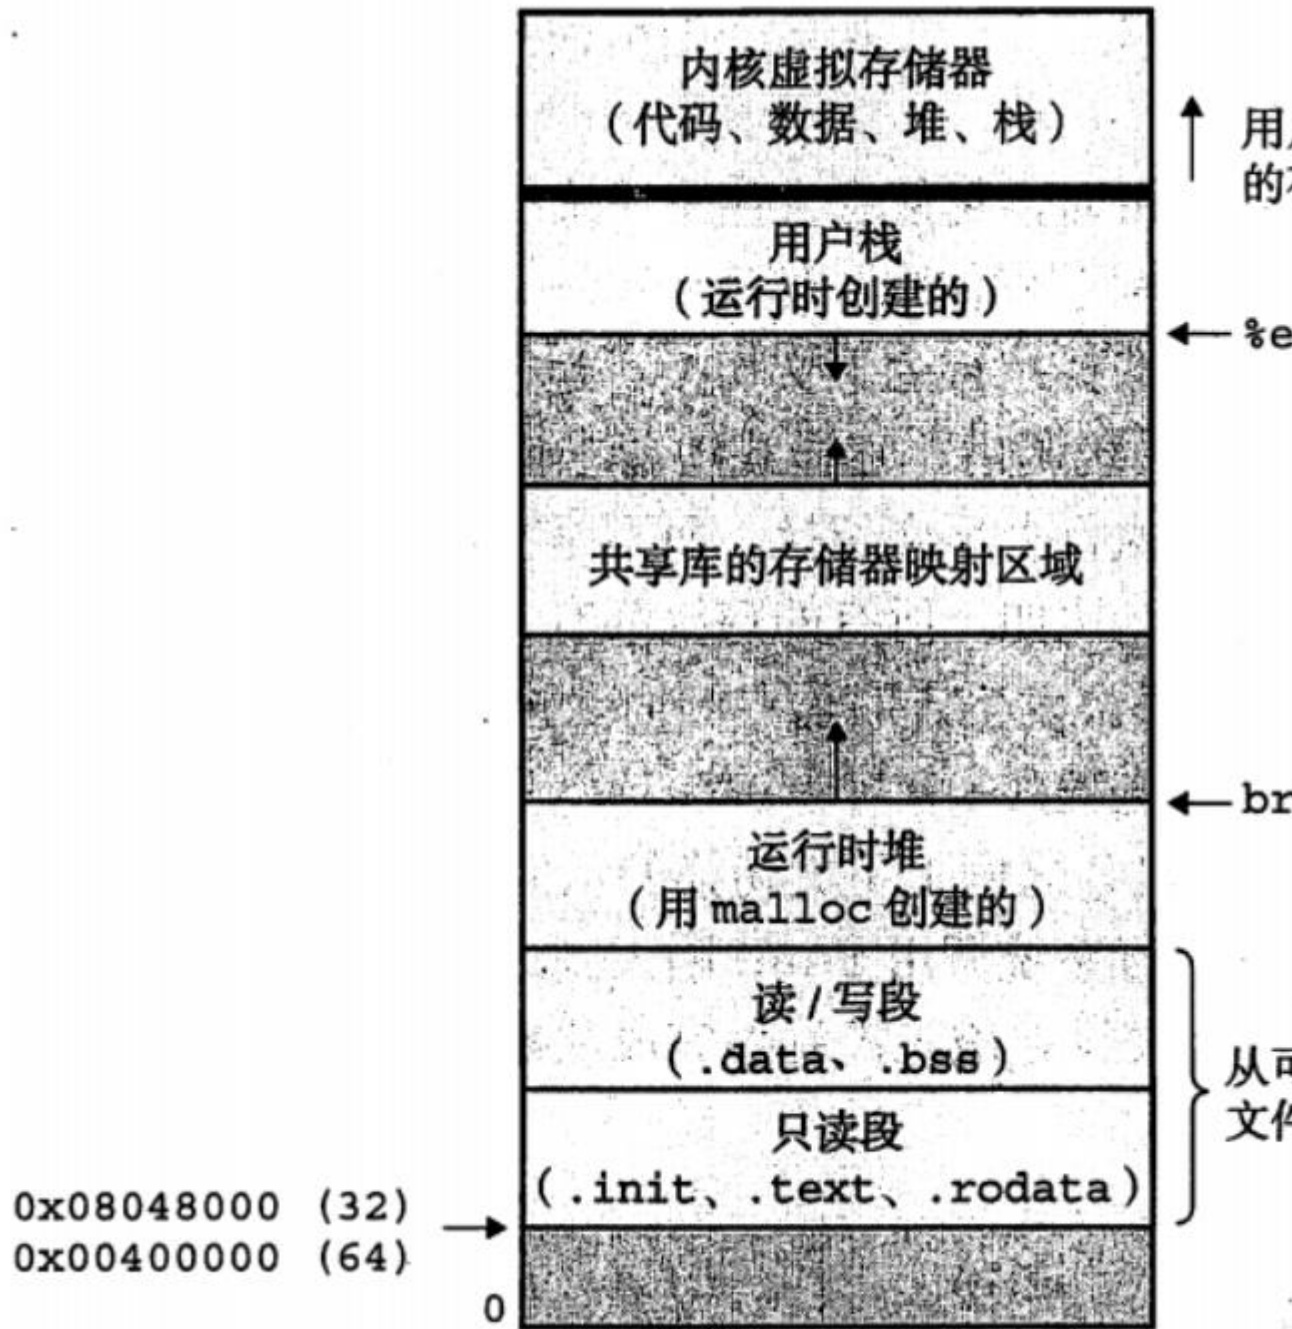 内核虚拟存储器
(代码、数据、堆、栈)
用户栈
(运行时创建的)
%e
共享库的存储器映射区域
br
运行时堆
(用 malloc 创建的)
读/写段
(.data、.bss)
从可
文件
只读段
(.init、.text、.rodata)
0x08048000 (32)
0x00400000 (64)
0